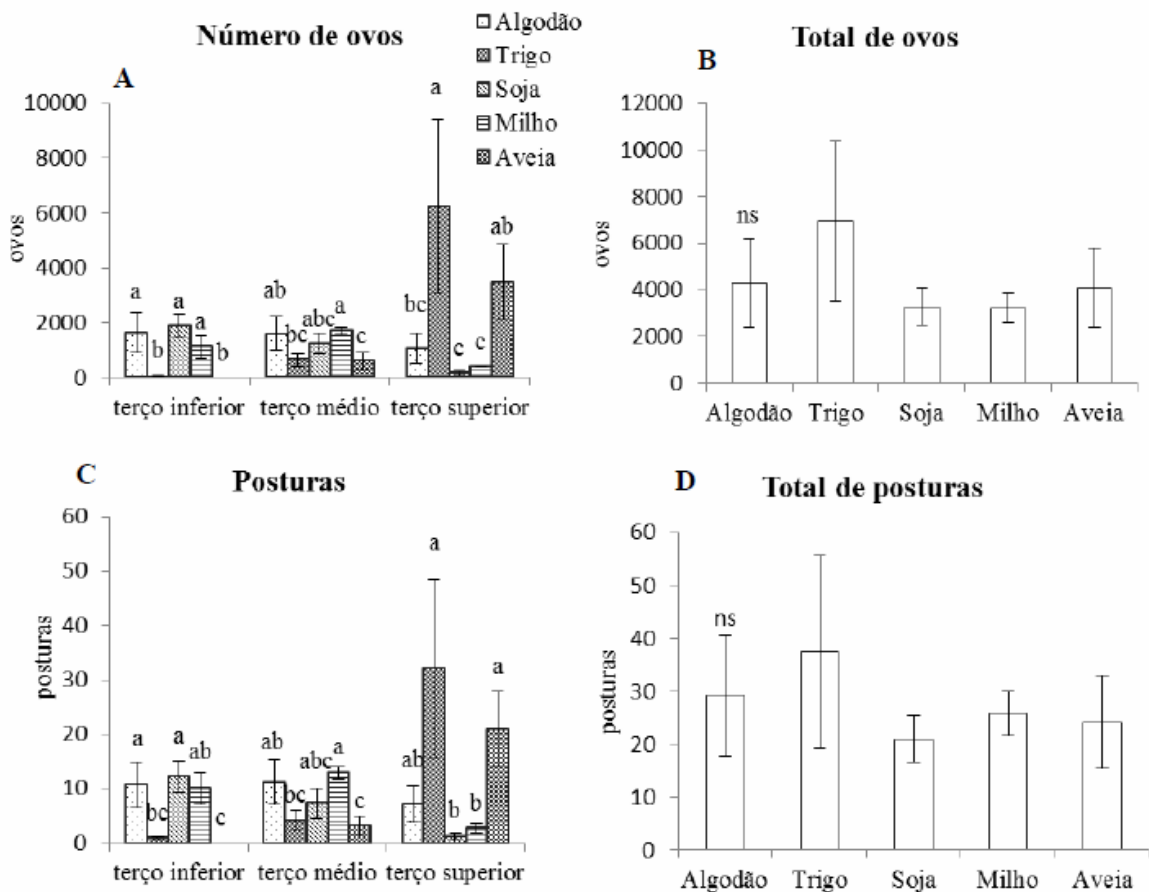 Número de ovos
A
Algodão
Trigo
Soja
Milho
Aveia
ovos
10000
8000
6000
4000
2000
0
a b a a b
ab bc abc a c
bc a c c ab
terço inferior terço médio terço superior
Total de ovos
B
ovos
12000
10000
8000
6000
4000
2000
0
ns
Algodão Trigo Soja Milho Aveia
C
Posturas
posturas
60
50
40
30
20
10
0
a bc a ab c
ab bc abc a c
ab a b b a
terço inferior terço médio terço superior
D
Total de posturas
posturas
60
50
40
30
20
10
0
ns
Algodão Trigo Soja Milho Aveia